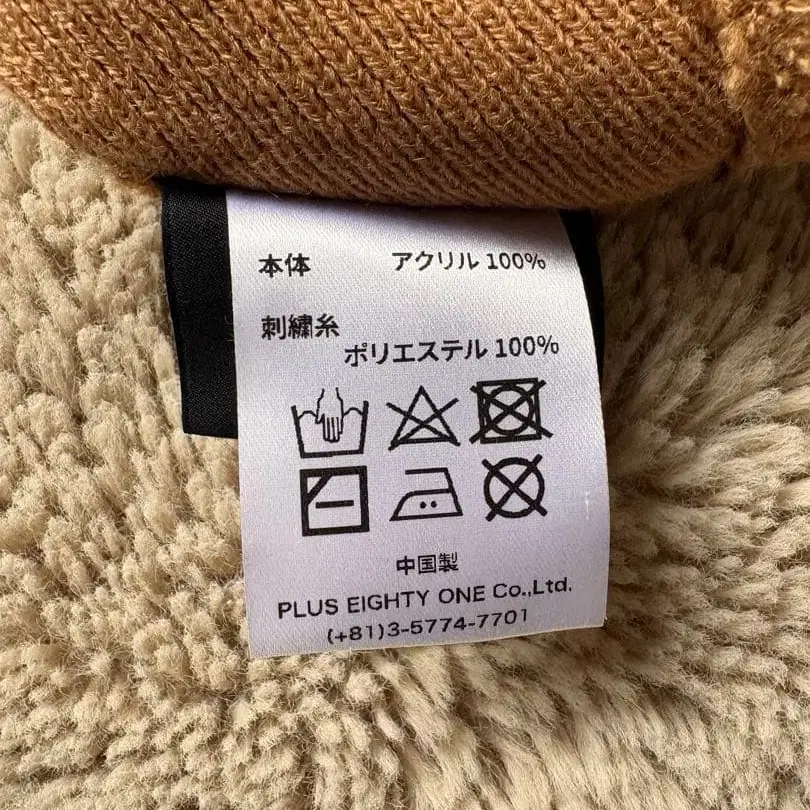 本体 アクリル 100%
刺繍糸
ポリエステル 100%
中国製
PLUS EIGHTY ONE Co.,Ltd.
(+81)3-5774-7701